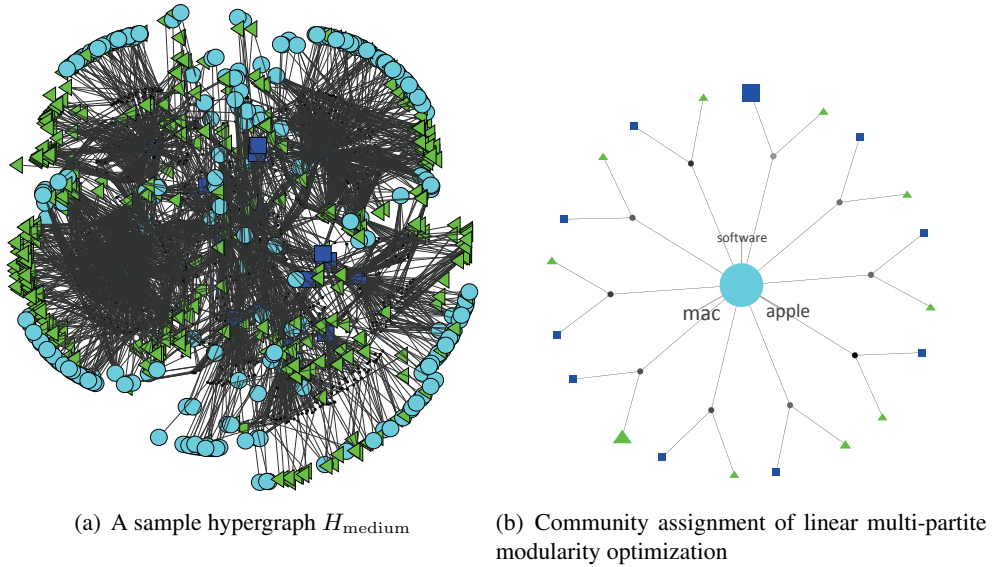 software
mac
apple
(a) A sample hypergraph H_medium
(b) Community assignment of linear multi-partite
modularity optimization